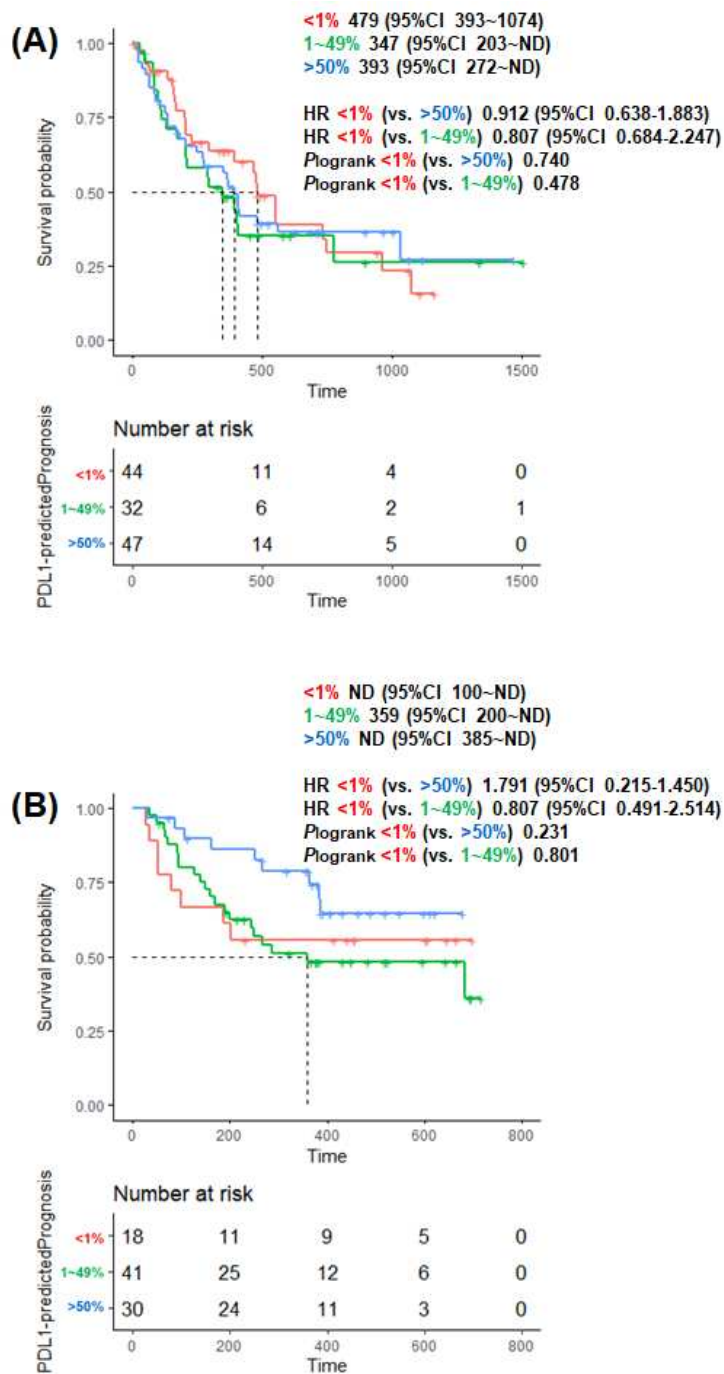 (A)
<1% 479 (95%CI 393~1074)
1~49% 347 (95%CI 203~ND)
>50% 393 (95%CI 272~ND)
HR <1% (vs. >50%) 0.912 (95%CI 0.638-1.883)
HR <1% (vs. 1~49%) 0.807 (95%CI 0.684-2.247)
Plogrank <1% (vs. >50%) 0.740
Plogrank <1% (vs. 1~49%) 0.478
Survival probability
1.00
0.75
0.50
0.25
0.00
0 500 1000 1500
Time
Number at risk
PDL1-predictedPrognosis
<1% 44 11 4 0
1~49% 32 6 2 1
>50% 47 14 5 0
0 500 1000 1500
Time
<1% ND (95%CI 100~ND)
1~49% 359 (95%CI 200~ND)
>50% ND (95%CI 385~ND)
(B)
HR <1% (vs. >50%) 1.791 (95%CI 0.215-1.450)
HR <1% (vs. 1~49%) 0.807 (95%CI 0.491-2.514)
Plogrank <1% (vs. >50%) 0.231
Plogrank <1% (vs. 1~49%) 0.801
Survival probability
1.00
0.75
0.50
0.25
0.00
0 200 400 600 800
Time
Number at risk
PDL1-predictedPrognosis
<1% 18 11 9 5 0
1~49% 41 25 12 6 0
>50% 30 24 11 3 0
0 200 400 600 800
Time